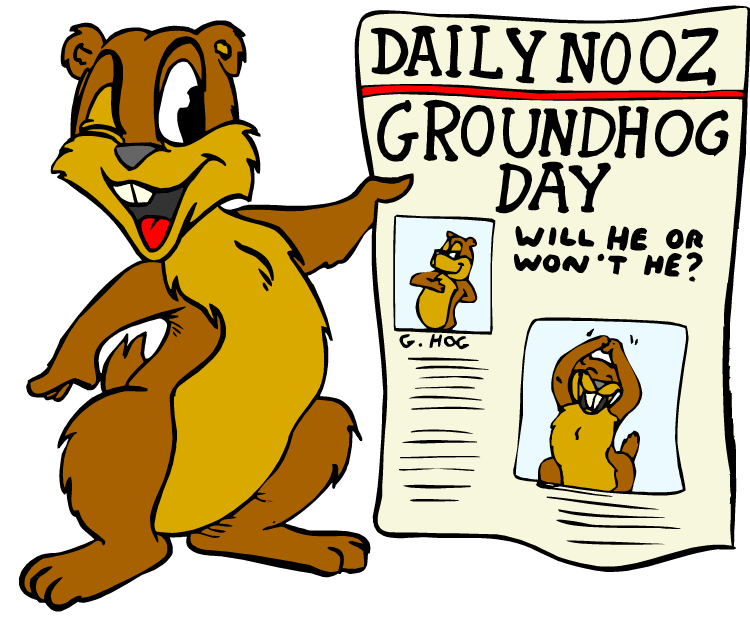 DAILY NOOZ
GROUNDHOG
DAY
WILL HE OR
WON'T HE?
G. HOG